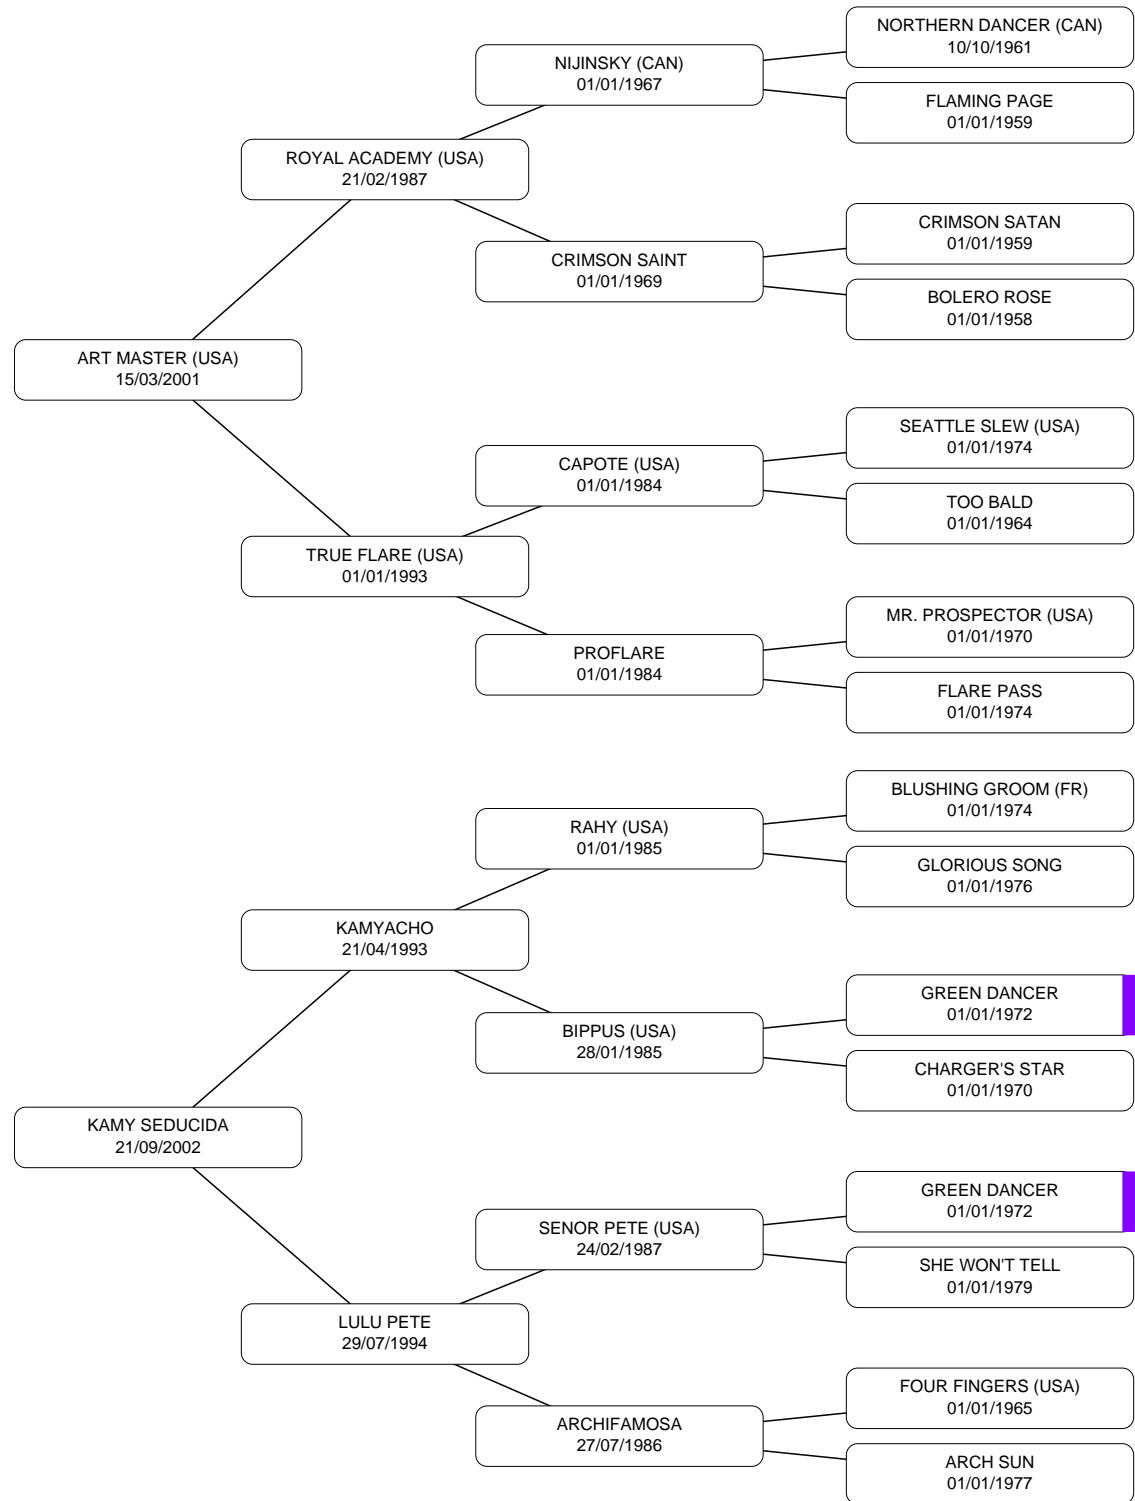 NORTHERN DANCER (CAN)
10/10/1961
NIJINSKY (CAN)
01/01/1967
FLAMING PAGE
01/01/1959
ROYAL ACADEMY (USA)
21/02/1987
CRIMSON SATAN
01/01/1959
CRIMSON SAINT
01/01/1969
BOLERO ROSE
01/01/1958
ART MASTER (USA)
15/03/2001
SEATTLE SLEW (USA)
01/01/1974
CAPOTE (USA)
01/01/1984
TOO BALD
01/01/1964
TRUE FLARE (USA)
01/01/1993
MR. PROSPECTOR (USA)
01/01/1970
PROFLARE
01/01/1984
FLARE PASS
01/01/1974
BLUSHING GROOM (FR)
01/01/1974
RAHY (USA)
01/01/1985
GLORIOUS SONG
01/01/1976
KAMYACHO
21/04/1993
GREEN DANCER
01/01/1972
BIPPUS (USA)
28/01/1985
CHARGER'S STAR
01/01/1970
KAMY SEDUCIDA
21/09/2002
GREEN DANCER
01/01/1972
SENOR PETE (USA)
24/02/1987
SHE WON'T TELL
01/01/1979
LULU PETE
29/07/1994
FOUR FINGERS (USA)
01/01/1965
ARCHIFAMOSA
27/07/1986
ARCH SUN
01/01/1977